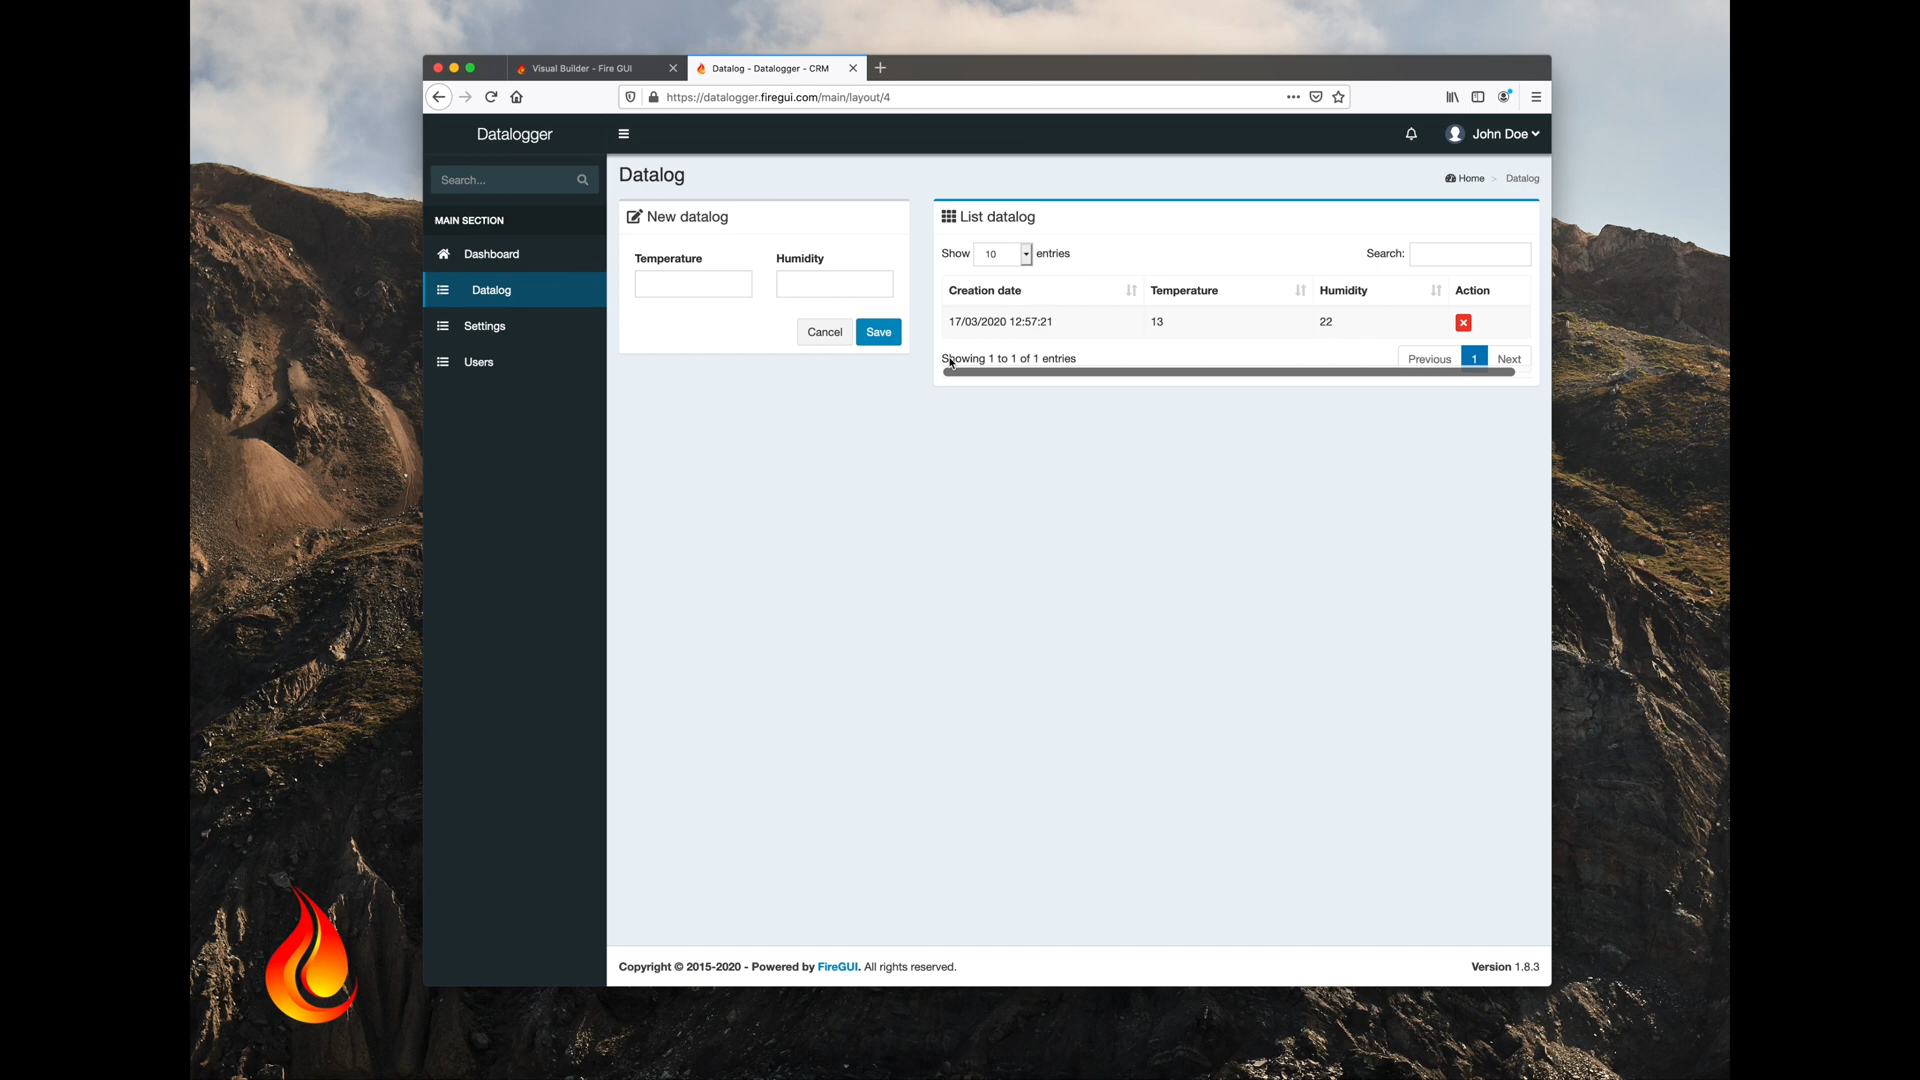 Visual Builder - Fire GUI
Datalog - Datalogger - CRM
https://datalogger.firegui.com/main/layout/4
Datalogger
John Doe
Search...
MAIN SECTION
Dashboard
Datalog
Settings
Users
Datalog
Home > Datalog
New datalog
Temperature Humidity
Cancel Save
List datalog
Show 10 entries
Search:
Creation date Temperature Humidity Action
17/03/2020 12:57:21 13 22
Showing 1 to 1 of 1 entries
Previous 1 Next
Copyright © 2015-2020 - Powered by FireGUI. All rights reserved.
Version 1.8.3